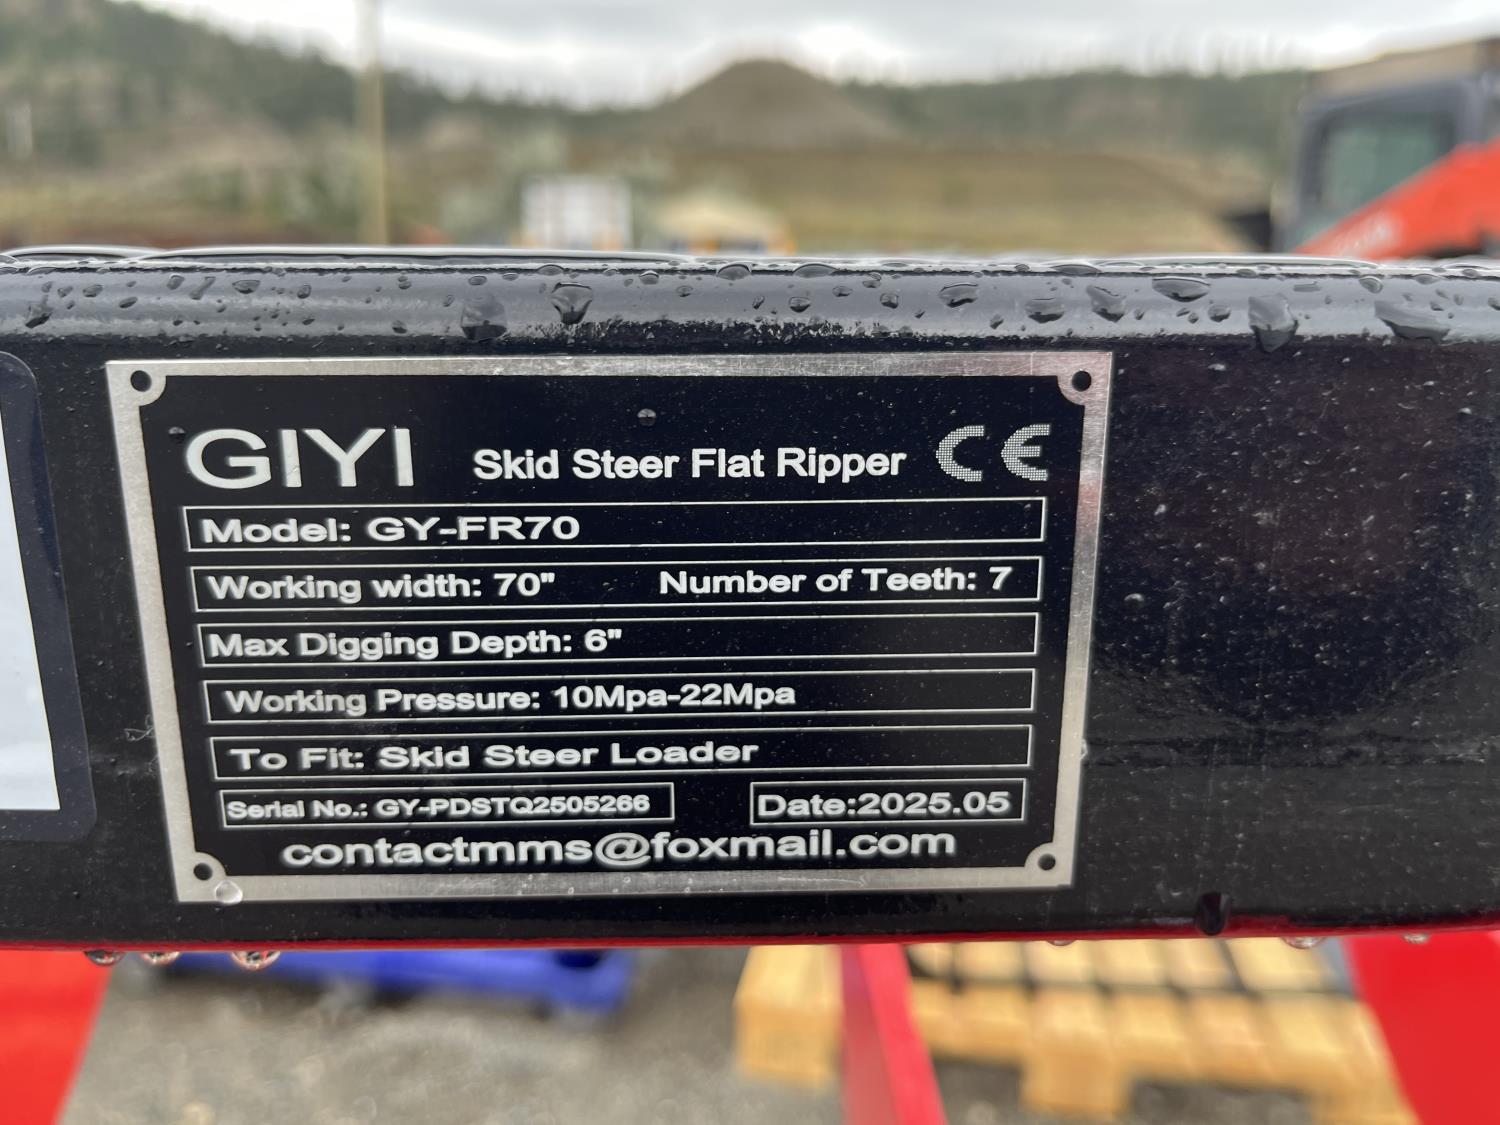 GIYI Skid Steer Flat Ripper CE
Model: GY-FR70
Working width: 70" Number of Teeth: 7
Max Digging Depth: 6"
Working Pressure: 10Mpa-22Mpa
To Fit: Skid Steer Loader
Serial No.: GY-PDSTQ2505266 Date:2025.05
contactmms@foxmail.com